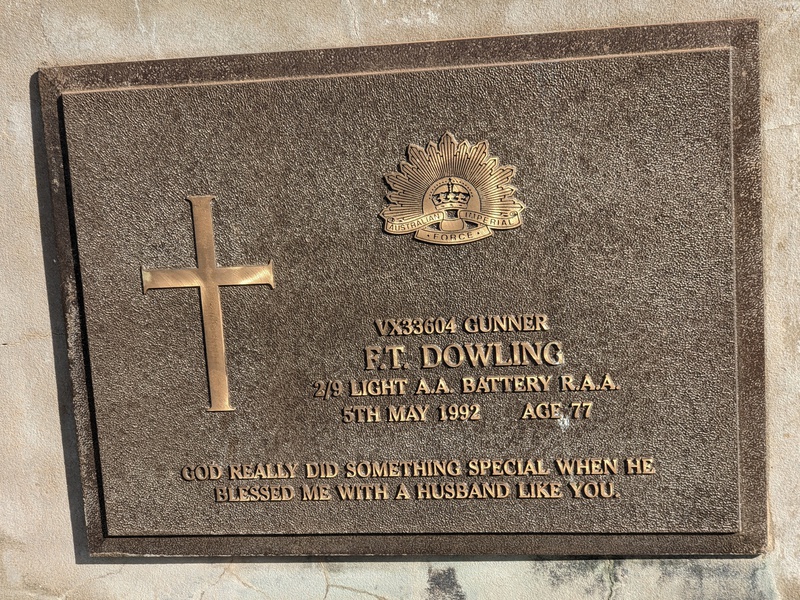 AUSTRALIAN IMPERIAL
FORCE
VX33604 GUNNER
F.T. DOWLING
2/9 LIGHT A.A. BATTERY R.A.A.
5TH MAY 1992 AGE 77
GOD REALLY DID SOMETHING SPECIAL WHEN HE
BLESSED ME WITH A HUSBAND LIKE YOU.